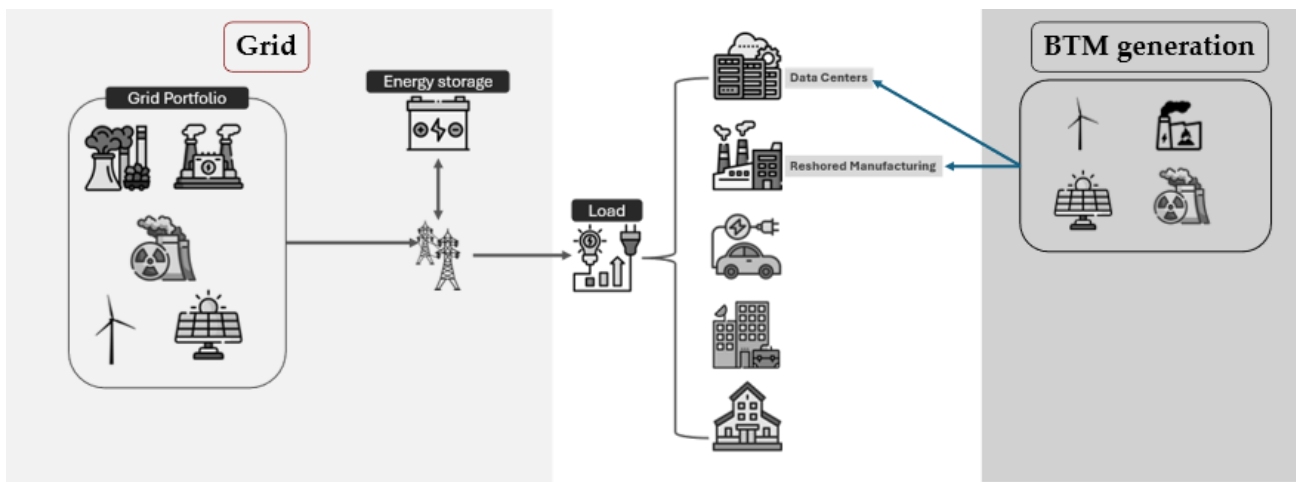 Grid
BTM generation
Energy storage
Grid Portfolio
Data Centers
Reshored Manufacturing
Load